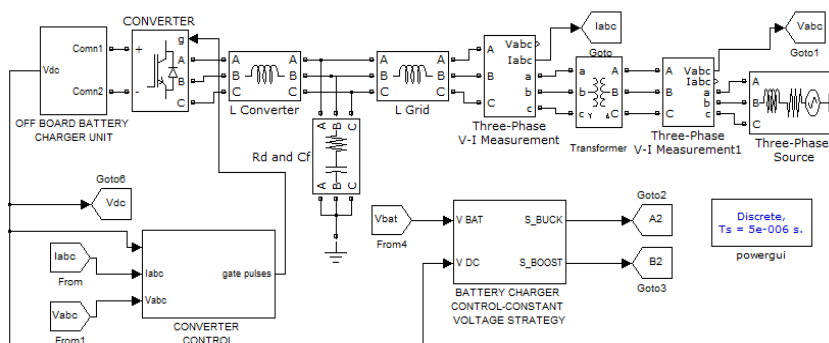 CONVERTER
Iabc
Goto
Vabc
Goto1
Vdc
Comn1
Comn2
OFF BOARD BATTERY
CHARGER UNIT
+
-
g
A
B
C
A A
B B
C C
L Converter
A A
B B
C C
L Grid
A
B
C
Vabc
Iabc
a
b
c
Three-Phase
V-I Measurement
a A
b B
c C
Y Δ
Transformer
A
B
C
Vabc
Iabc
a
b
c
Three-Phase
V-I Measurement1
A
B
C
Three-Phase
Source
A B C
A B C
Rd and Cf
Goto6
Vdc
Iabc
From
Vabc
From1
Iabc
Vabc
gate pulses
CONVERTER
CONTROL
Vbat
From4
V BAT
V DC
S_BUCK
S_BOOST
BATTERY CHARGER
CONTROL-CONSTANT
VOLTAGE STRATEGY
Goto2
A2
B2
Goto3
Discrete,
Ts = 5e-006 s.
powergui